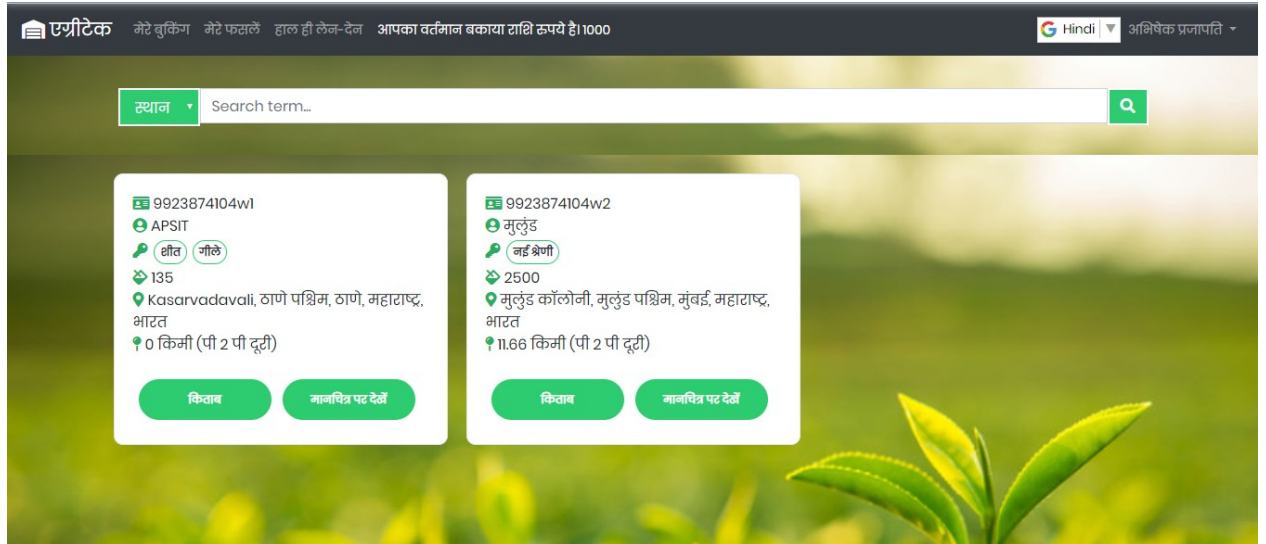 एग्रीटेक मेरे बुकिंग मेरे फसलें हाल ही लेन-देन आपका वर्तमान बकाया राशि रुपये है। 1000 Hindi अभिषेक प्रजापति
स्थान Search term...
9923874104w1
APSIT
शीत गीले
135
Kasarvadavali, ठाणे पश्चिम, ठाणे, महाराष्ट्र,
भारत
0 किमी (पी 2 पी दूरी)
किताब मानचित्र पर देखें
9923874104w2
मुलुंड
नई श्रेणी
2500
मुलुंड कॉलोनी, मुलुंड पश्चिम, मुंबई, महाराष्ट्र,
भारत
11.66 किमी (पी 2 पी दूरी)
किताब मानचित्र पर देखें